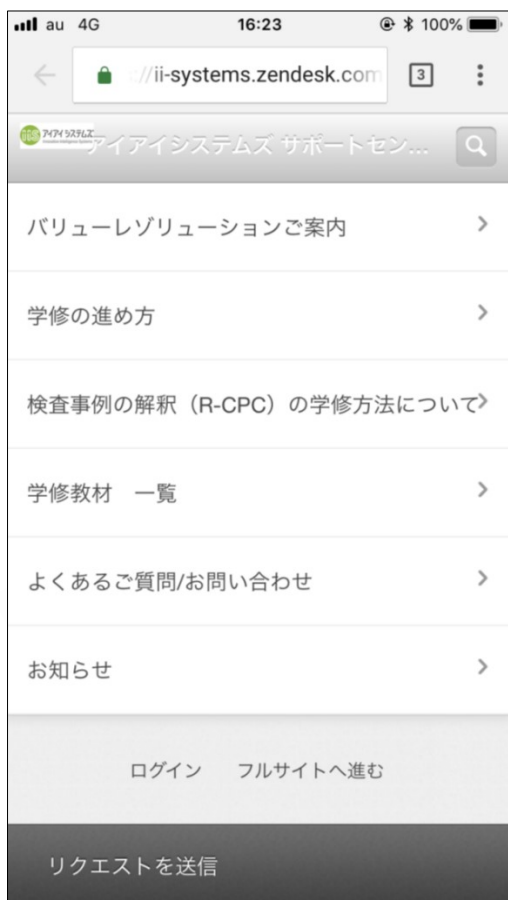 au 4G 16:23 100%
://ii-systems.zendesk.com 3
アイアイシステムズ
アイアイシステムズ サポートセン...
バリューレゾリューションご案内
学修の進め方
検査事例の解釈（R-CPC）の学修方法について
学修教材　一覧
よくあるご質問/お問い合わせ
お知らせ
ログイン フルサイトへ進む
リクエストを送信